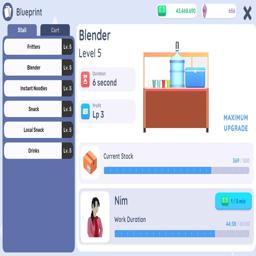 Blueprint
43.468.690
656
Stall
Cart
Fritters
Lv. 5
Blender
Lv. 5
Instant Noodles
Lv. 5
Snack
Lv. 5
Local Snack
Lv. 5
Drinks
Lv. 5
Blender
Level 5
Duration
6 second
Profit
Lp 3
MAXIMUM
UPGRADE
Current Stock
Nim
Work Duration